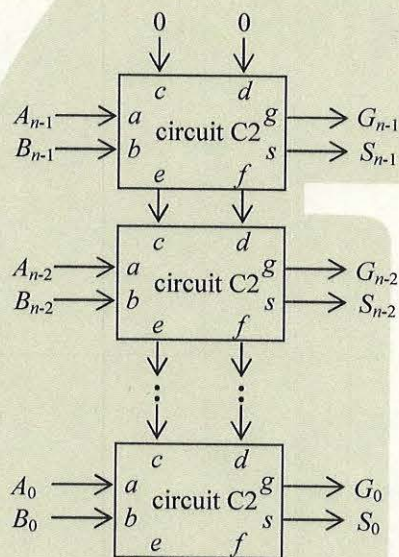 0 0
c d
A_{n-1} a g G_{n-1}
circuit C2
B_{n-1} b s S_{n-1}
e f
c d
A_{n-2} a g G_{n-2}
circuit C2
B_{n-2} b s S_{n-2}
e f
c d
A_0 a g G_0
circuit C2
B_0 b s S_0
e f